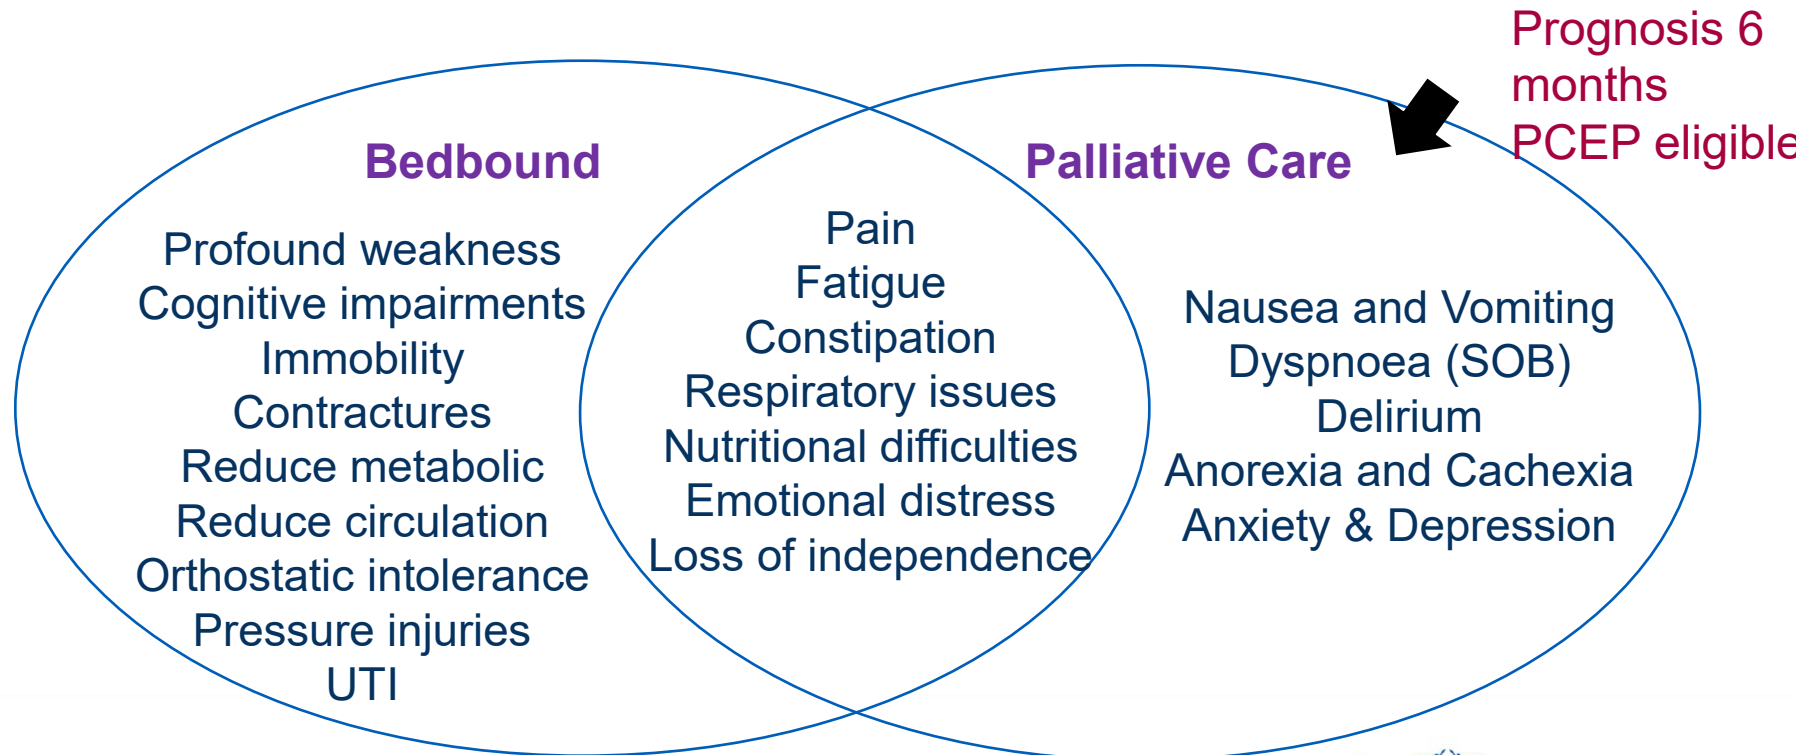 Prognosis 6
months
PCEP eligible
Bedbound
Profound weakness
Cognitive impairments
Immobility
Contractures
Reduce metabolic
Reduce circulation
Orthostatic intolerance
Pressure injuries
UTI
Pain
Fatigue
Constipation
Respiratory issues
Nutritional difficulties
Emotional distress
Loss of independence
Palliative Care
Nausea and Vomiting
Dyspnoea (SOB)
Delirium
Anorexia and Cachexia
Anxiety & Depression